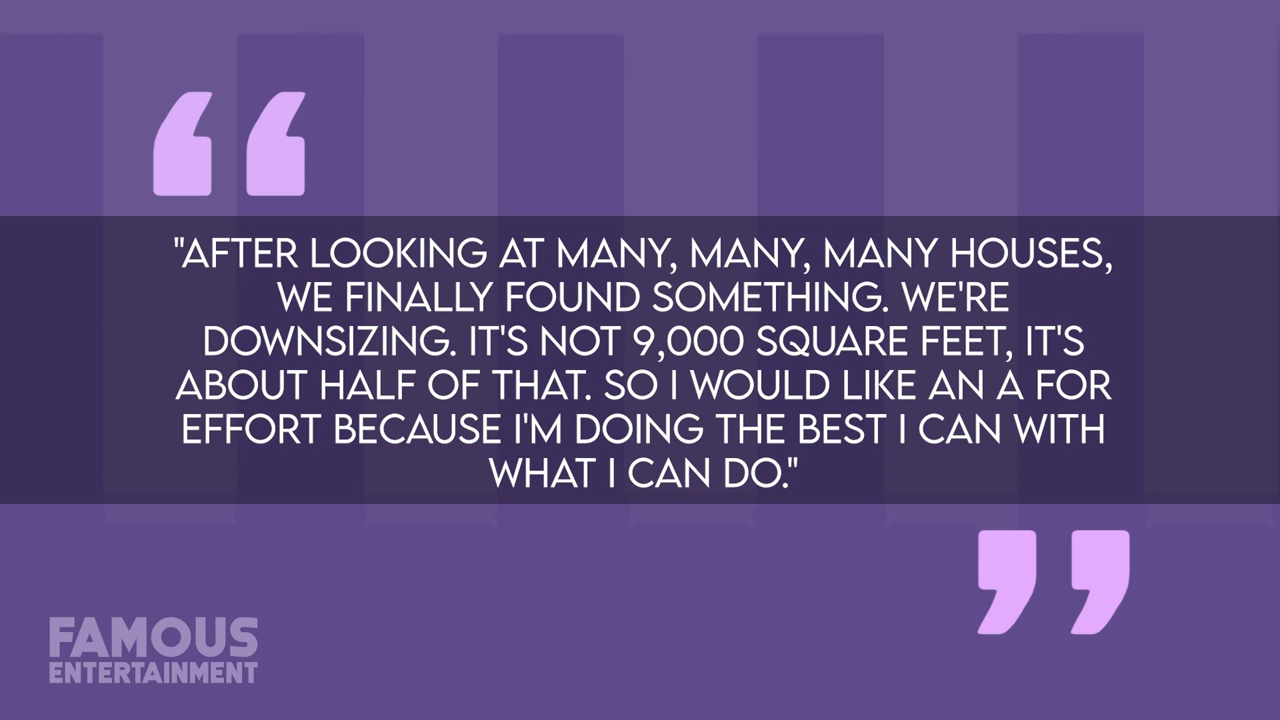 "AFTER LOOKING AT MANY, MANY, MANY HOUSES,
WE FINALLY FOUND SOMETHING. WE'RE
DOWNSIZING. IT'S NOT 9,000 SQUARE FEET, IT'S
ABOUT HALF OF THAT. SO I WOULD LIKE AN A FOR
EFFORT BECAUSE I'M DOING THE BEST I CAN WITH
WHAT I CAN DO."
FAMOUS
ENTERTAINMENT